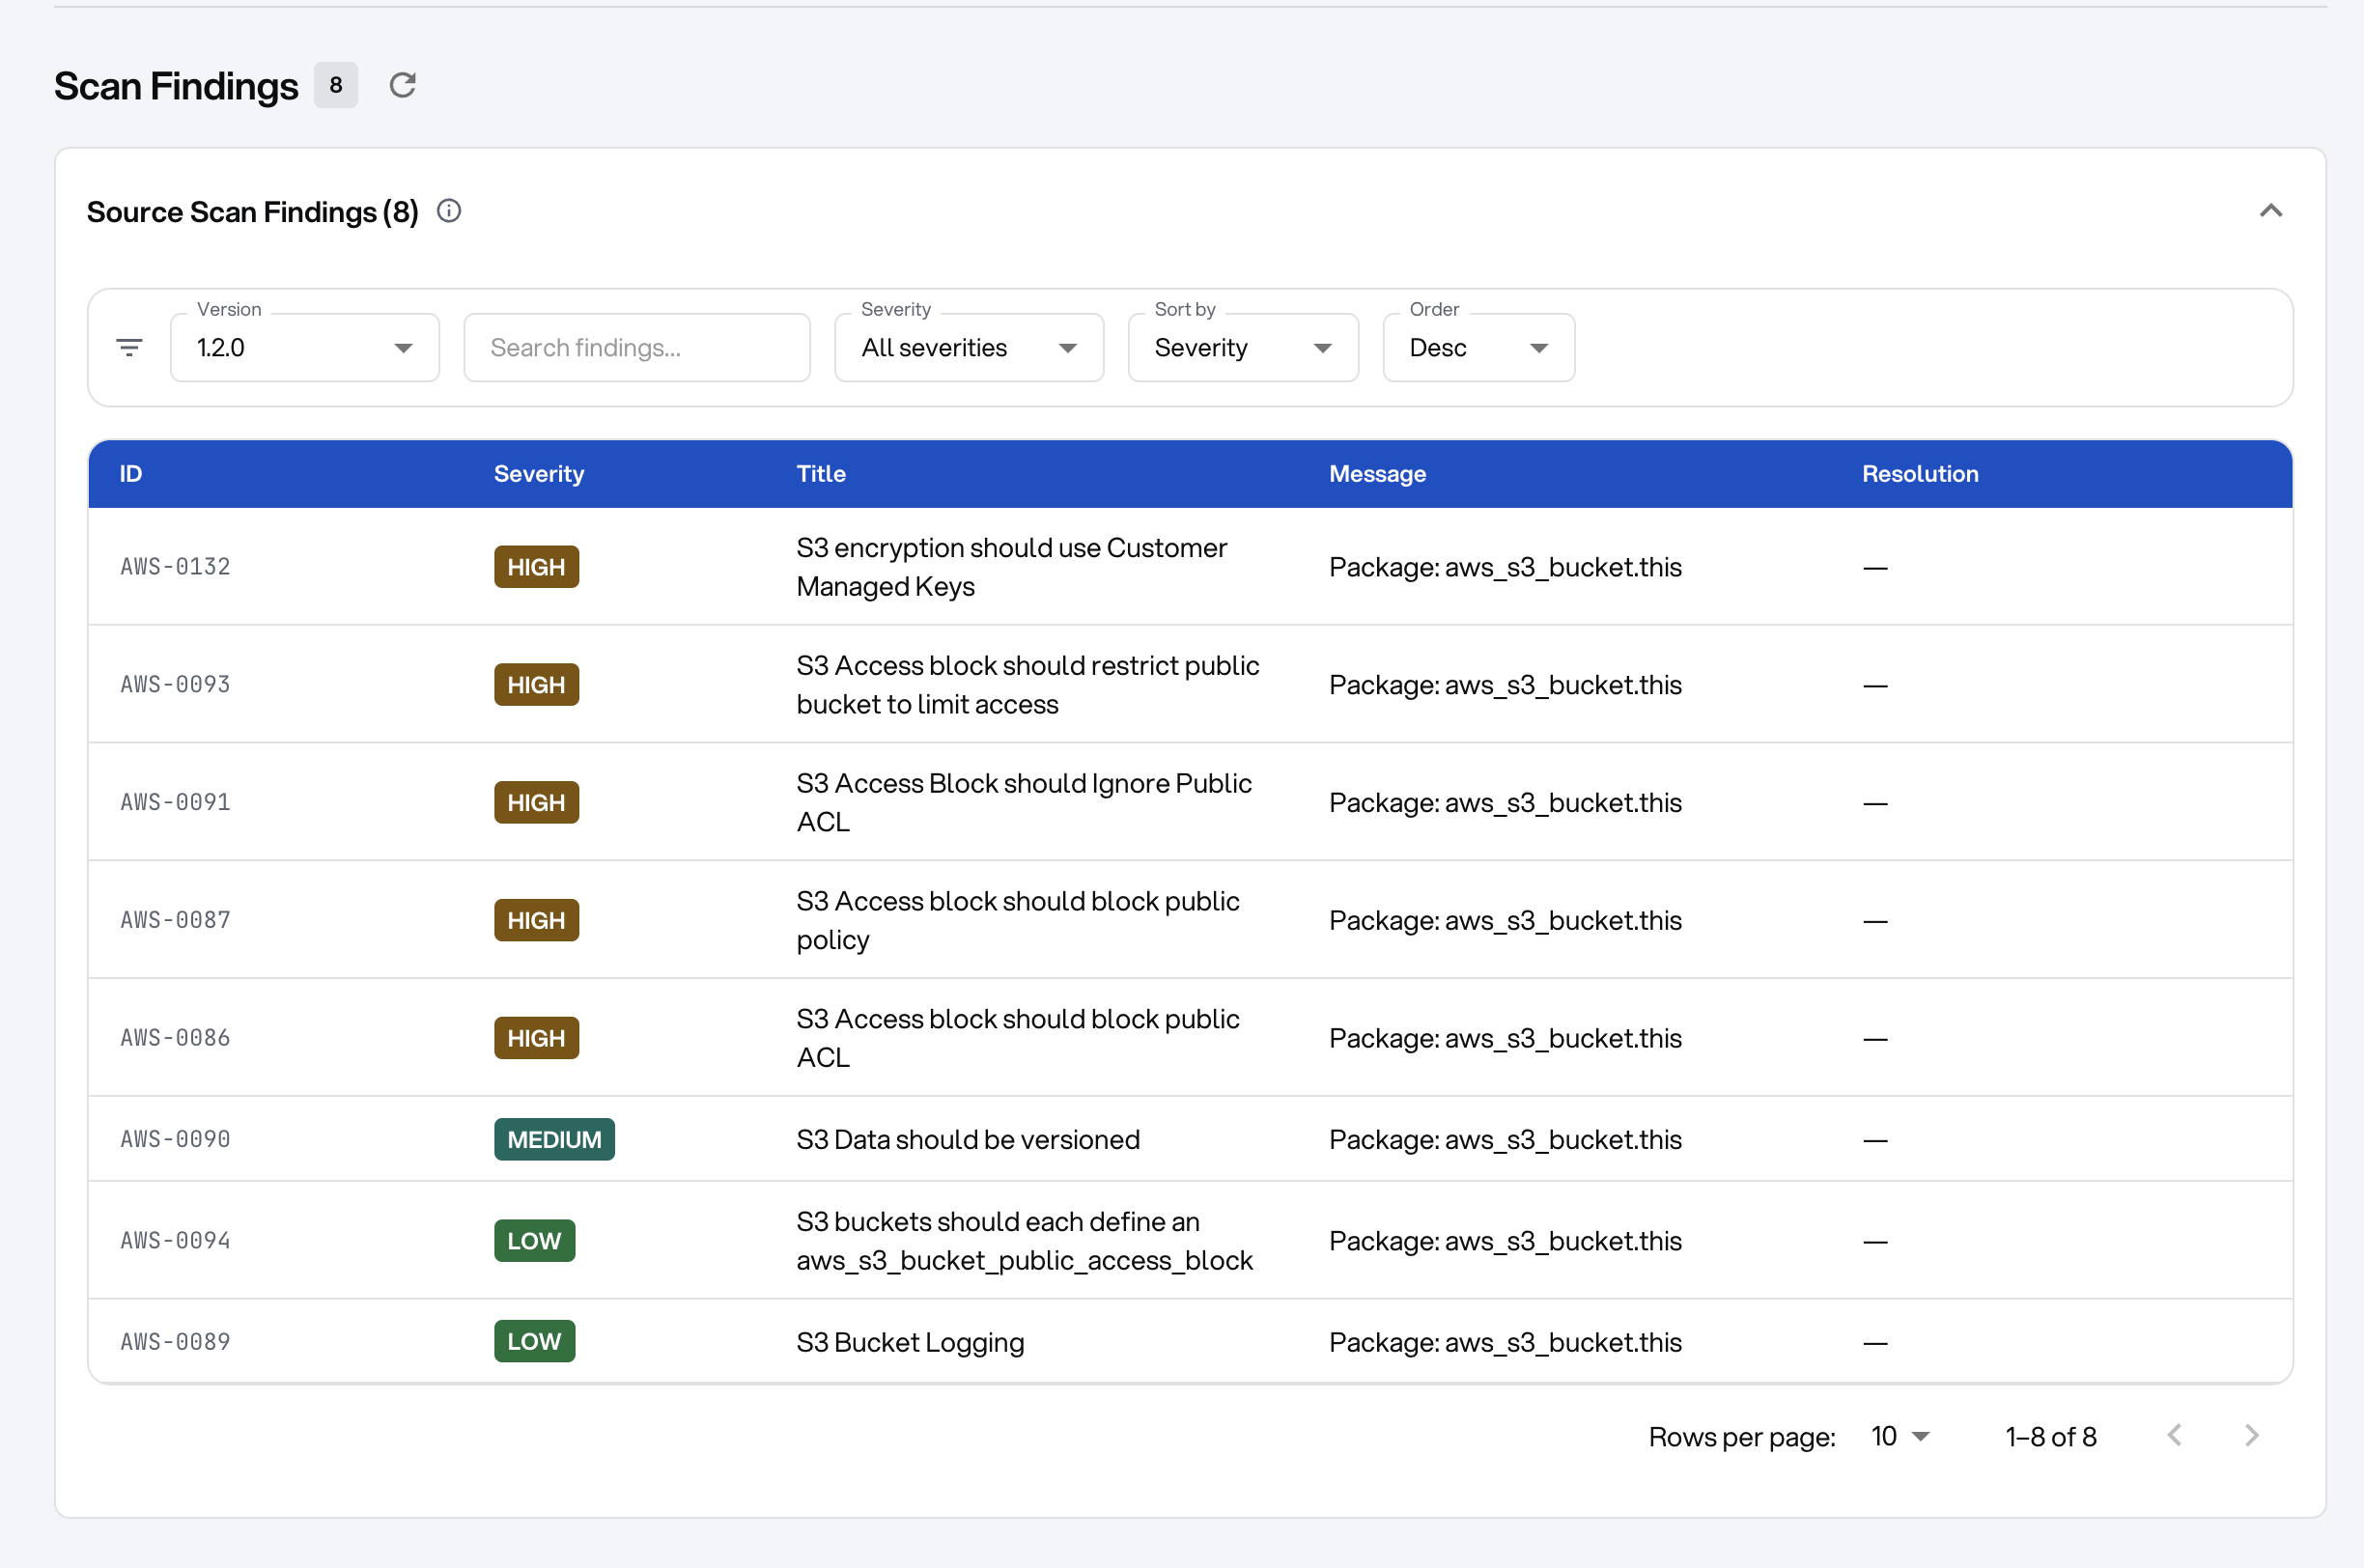 Scan Findings 8
Source Scan Findings (8)
Version
1.2.0
Search findings...
Severity
All severities
Sort by
Severity
Order
Desc
ID Severity Title Message Resolution
AWS-0132 HIGH S3 encryption should use Customer Managed Keys Package: aws_s3_bucket.this —
AWS-0093 HIGH S3 Access block should restrict public bucket to limit access Package: aws_s3_bucket.this —
AWS-0091 HIGH S3 Access Block should Ignore Public ACL Package: aws_s3_bucket.this —
AWS-0087 HIGH S3 Access block should block public policy Package: aws_s3_bucket.this —
AWS-0086 HIGH S3 Access block should block public ACL Package: aws_s3_bucket.this —
AWS-0090 MEDIUM S3 Data should be versioned Package: aws_s3_bucket.this —
AWS-0094 LOW S3 buckets should each define an aws_s3_bucket_public_access_block Package: aws_s3_bucket.this —
AWS-0089 LOW S3 Bucket Logging Package: aws_s3_bucket.this —
Rows per page: 10 1–8 of 8